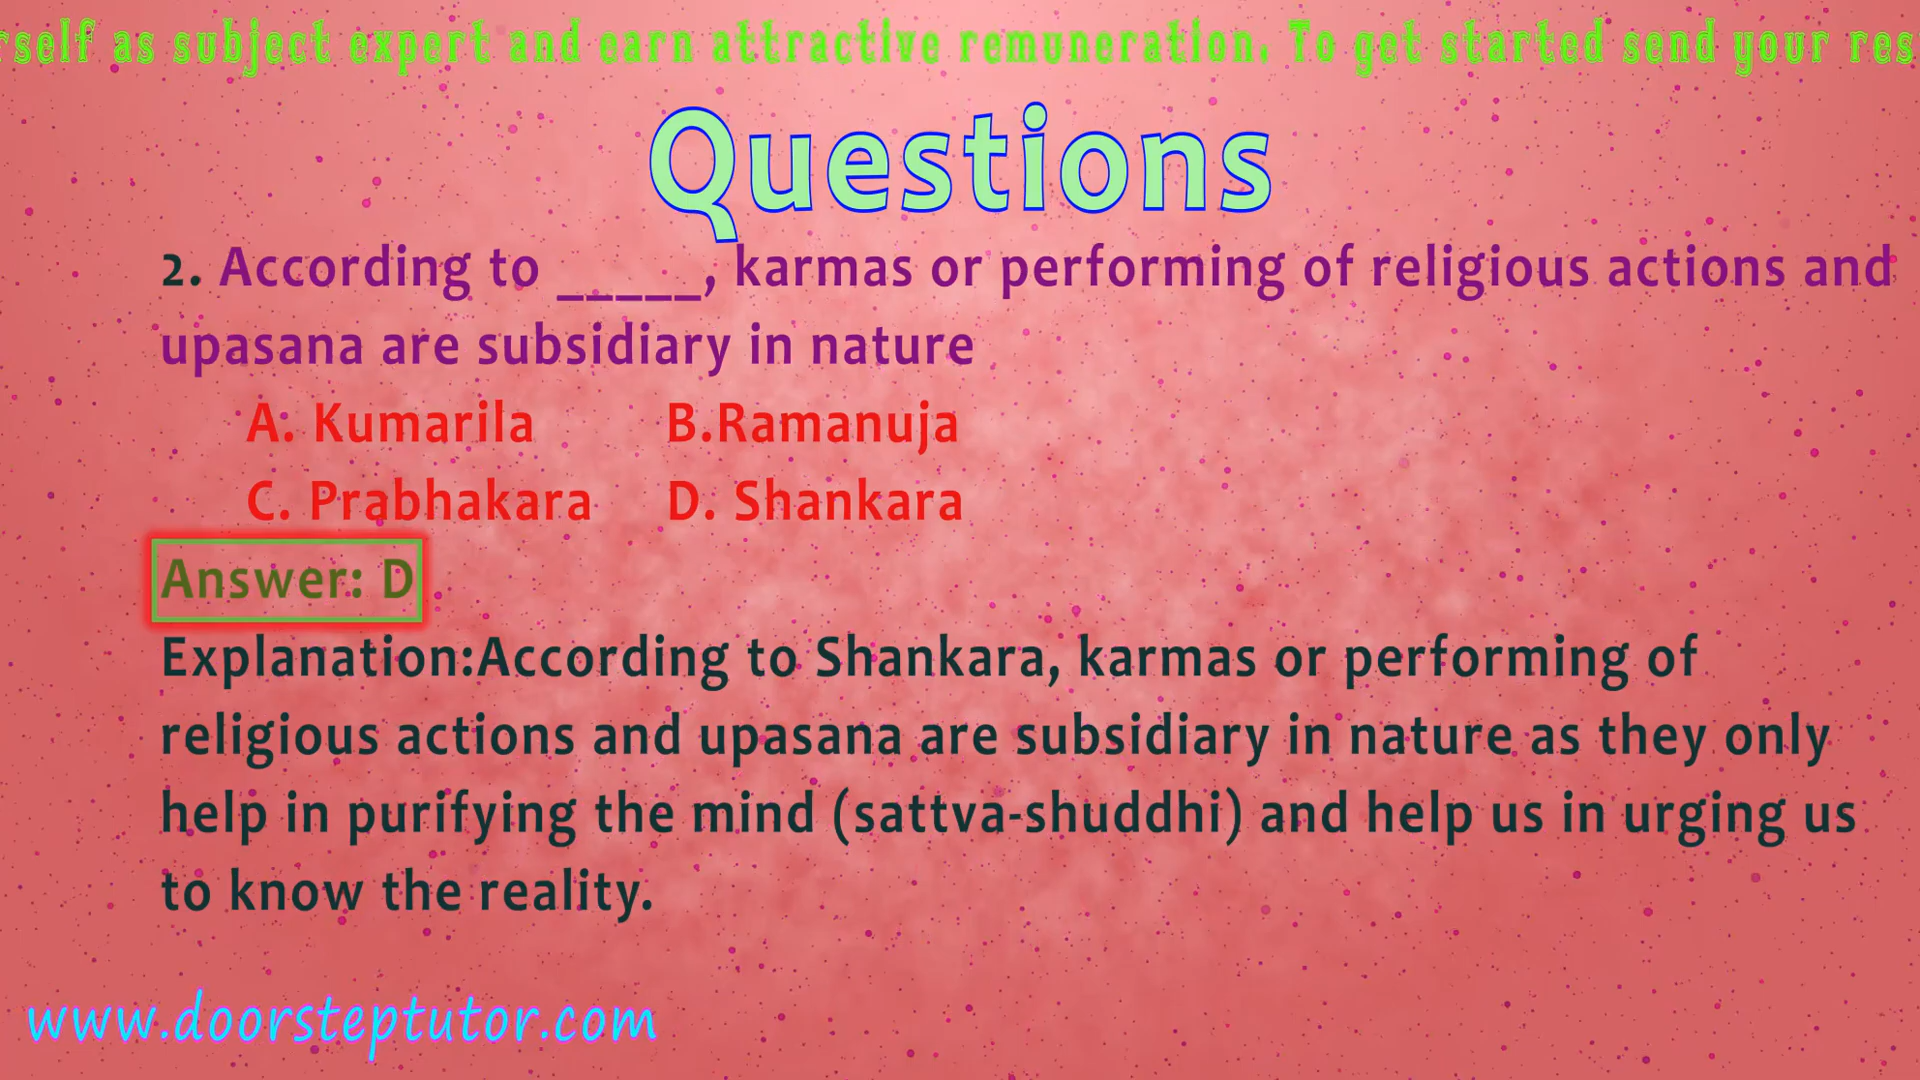 as subject expert and earn attractive remuneration. To get started send your
Questions
2. According to _____, karmas or performing of religious actions and
upasana are subsidiary in nature
A. Kumarila B.Ramanuja
C. Prabhakara D. Shankara
Answer: D
Explanation:According to Shankara, karmas or performing of
religious actions and upasana are subsidiary in nature as they only
help in purifying the mind (sattva-shuddhi) and help us in urging us
to know the reality.
www.doorsteptutor.com